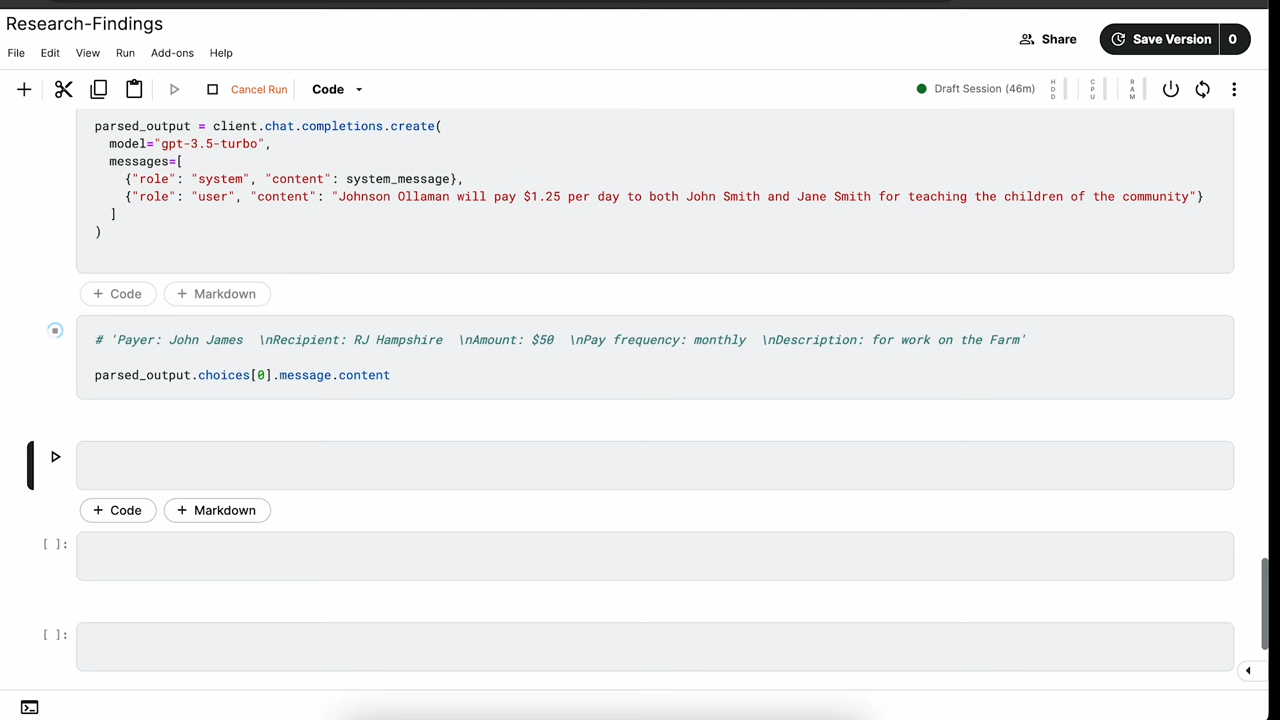 Research-Findings
File Edit View Run Add-ons Help
Share
Save Version 0
Cancel Run
Code
Draft Session (46m)
HDD
CPU
RAM
parsed_output = client.chat.completions.create(
model="gpt-3.5-turbo",
messages=[
{"role": "system", "content": system_message},
{"role": "user", "content": "Johnson Ollaman will pay $1.25 per day to both John Smith and Jane Smith for teaching the children of the community"}
]
)
+ Code + Markdown
# 'Payer: John James  \nRecipient: RJ Hampshire  \nAmount: $50  \nPay frequency: monthly  \nDescription: for work on the Farm'
parsed_output.choices[0].message.content
+ Code + Markdown
[ ]:
[ ]: